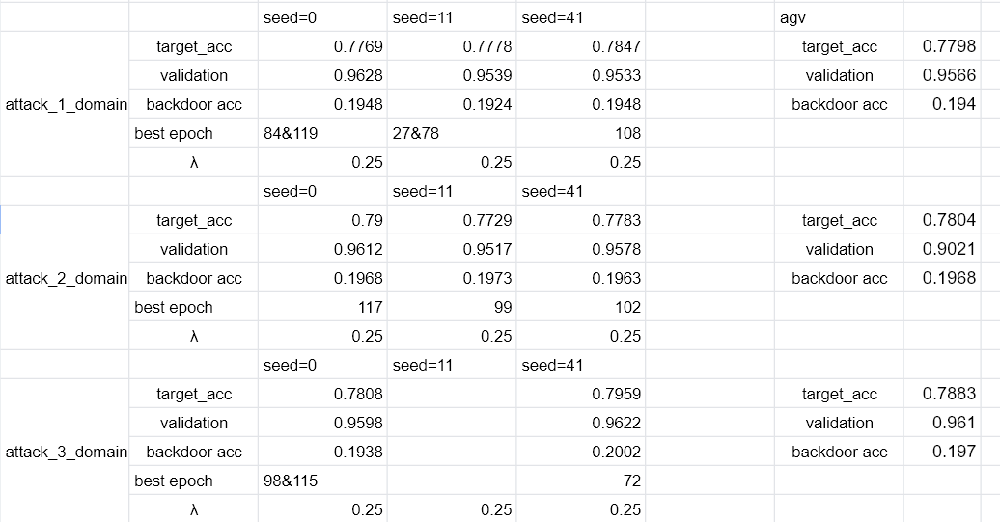 seed=0 seed=11 seed=41 agv
target_acc 0.7769 0.7778 0.7847 target_acc 0.7798
validation 0.9628 0.9539 0.9533 validation 0.9566
attack_1_domain backdoor acc 0.1948 0.1924 0.1948 backdoor acc 0.194
best epoch 84&119 27&78 108
λ 0.25 0.25 0.25
seed=0 seed=11 seed=41
target_acc 0.79 0.7729 0.7783 target_acc 0.7804
validation 0.9612 0.9517 0.9578 validation 0.9021
attack_2_domain backdoor acc 0.1968 0.1973 0.1963 backdoor acc 0.1968
best epoch 117 99 102
λ 0.25 0.25 0.25
seed=0 seed=11 seed=41
target_acc 0.7808 0.7959 target_acc 0.7883
validation 0.9598 0.9622 validation 0.961
attack_3_domain backdoor acc 0.1938 0.2002 backdoor acc 0.197
best epoch 98&115 72
λ 0.25 0.25 0.25